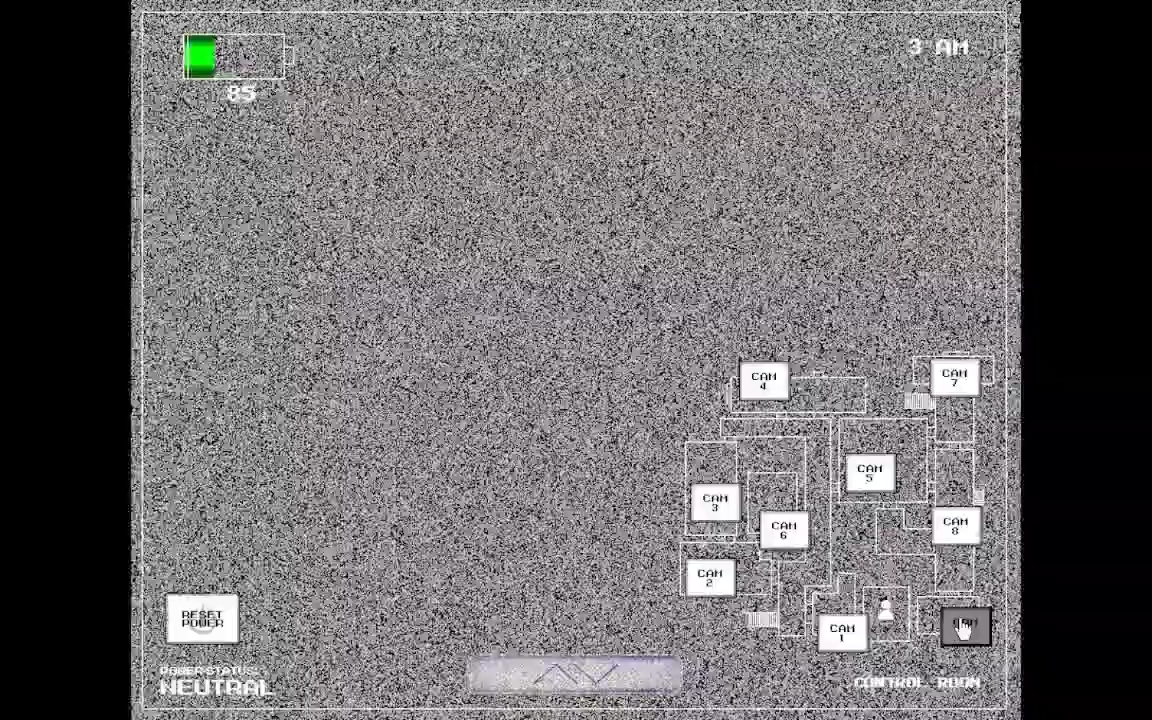 3 AM
85
CAM
4
CAM
7
CAM
5
CAM
3
CAM
6
CAM
8
CAM
2
RESET
POWER
CAM
1
POWER STATUS:
NEUTRAL
CONTROL ROOM